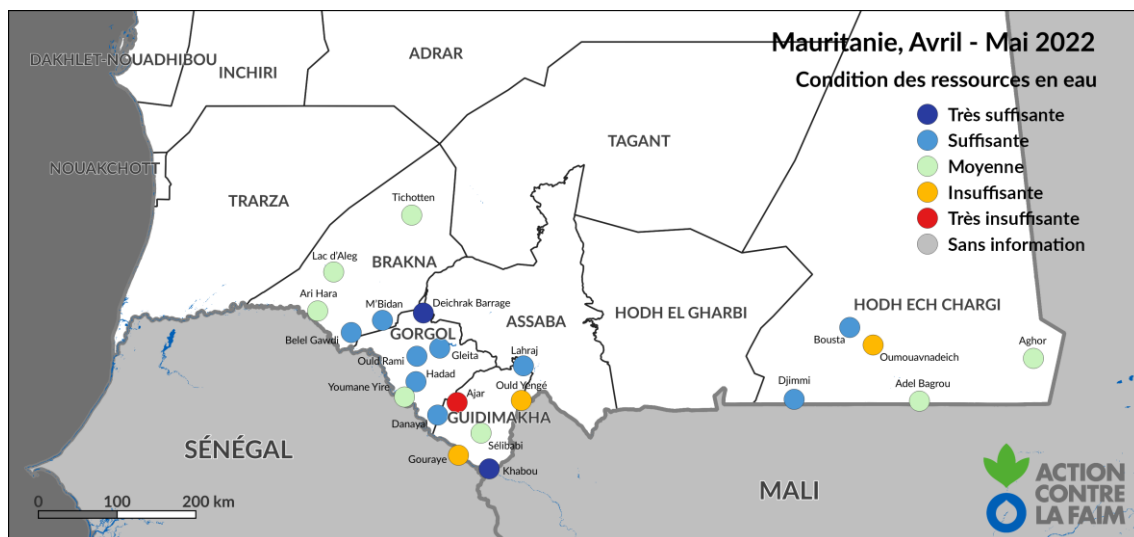 Mauritanie, Avril - Mai 2022
Condition des ressources en eau
Très suffisante
Suffisante
Moyenne
Insuffisante
Très insuffisante
Sans information
DAKHLET-NOUADHIBOU
INCHIRI
ADRAR
NOUAKCHOTT
TRARZA
TAGANT
Tichotten
Lac d'Aleg
BRAKNA
Ari Hara
M'Bidan
Deichrak Barrage
ASSABA
HODH EL GHARBI
HODH ECH CHARGI
Belel Gawdi
GORGOL
Gleita
Ould Rami
Lahraj
Bousta
Oumouavnadeich
Aghor
Hadad
Youmane Yire
Ajar
Ould Yengé
Djimmi
Adel Bagrou
Danayal
GUIDIMAKHA
Sélibabi
Gouraye
Khabou
SÉNÉGAL
MALI
0 100 200 km
ACTION
CONTRE
LA FAIM